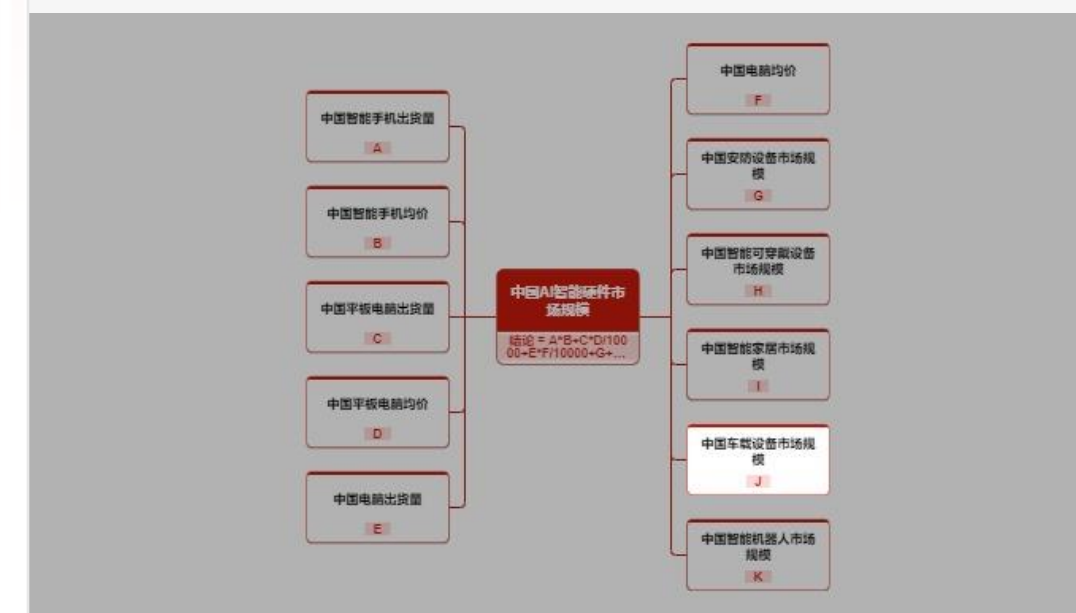 中国智能手机出货量
A
中国智能手机均价
B
中国平板电脑出货量
C
中国平板电脑均价
D
中国电脑出货量
E
中国AI智能硬件市
场规模
结论 = A*B+C*D/100
00+E*F/10000+G+...
中国电脑均价
F
中国安防设备市场规
模
G
中国智能可穿戴设备
市场规模
H
中国智能家居市场规
模
I
中国车载设备市场规
模
J
中国智能机器人市场
规模
K